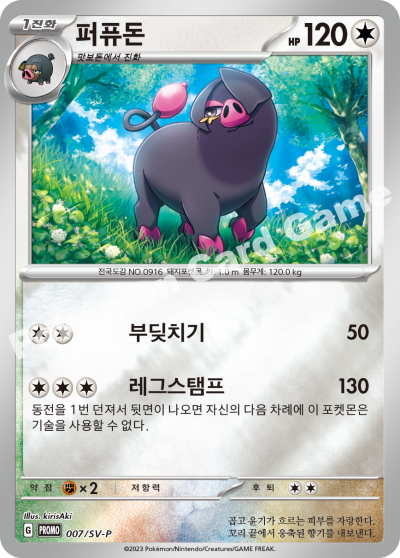 1진화
퍼퓨돈
HP 120
맛보돈에서 진화
전국도감 NO.0916 돼지포켓몬 키: 1.0 m 몸무게: 120.0 kg
부딪치기 50
레그스탬프 130
동전을 1번 던져서 뒷면이 나오면 자신의 다음 차례에 이 포켓몬은
기술을 사용할 수 없다.
약점 ×2 저항력 후퇴
Illus. kirisAki
G PROMO 007/SV-P
곱고 윤기가 흐르는 피부를 자랑한다.
꼬리 끝에서 응축된 향기를 내보낸다.
©2023 Pokémon/Nintendo/Creatures/GAME FREAK.
Pokémon Card Game